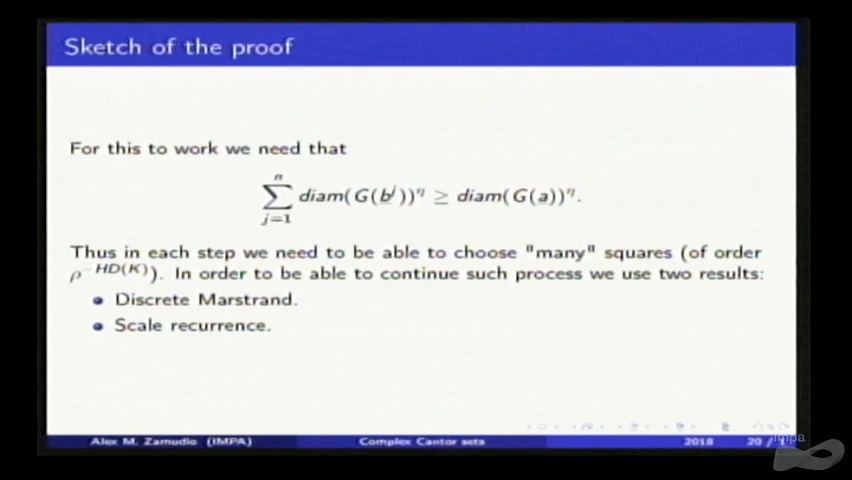 Sketch of the proof
For this to work we need that
n
∑ diam(G(b^j))^η ≥ diam(G(a))^η.
j=1
Thus in each step we need to be able to choose "many" squares (of order
ρ^{-HD(K)}). In order to be able to continue such process we use two results:
Discrete Marstrand.
Scale recurrence.
Alex M. Zamudio (IMPA) Complex Cantor sets 2018 20 /
impa